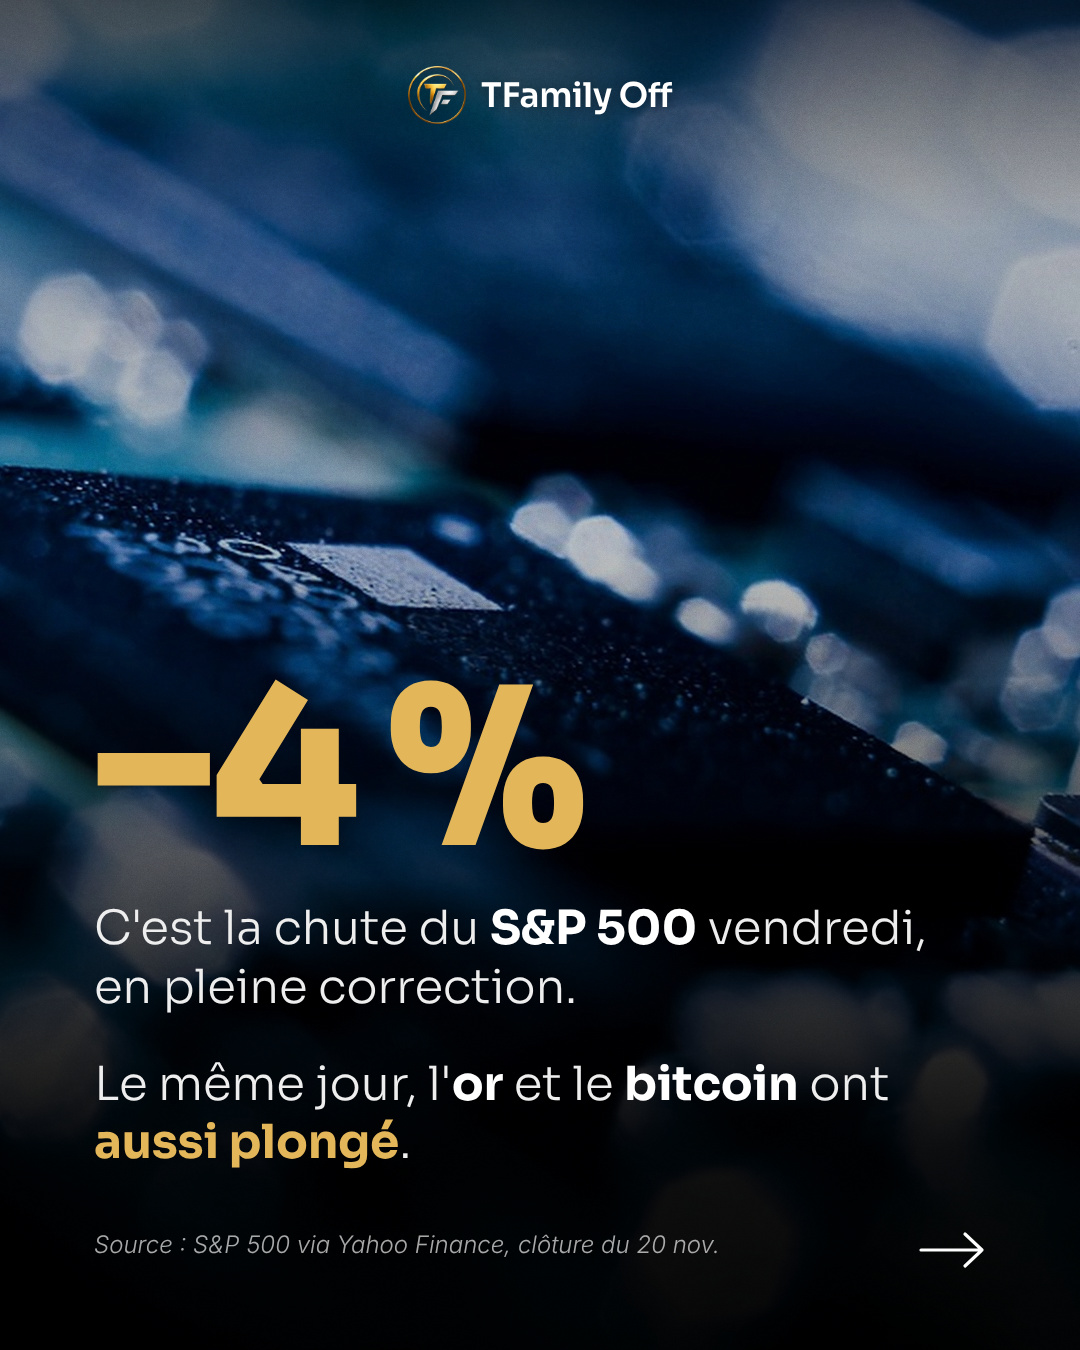 TFamily Off
–4 %
C'est la chute du S&P 500 vendredi,
en pleine correction.
Le même jour, l'or et le bitcoin ont
aussi plongé.
Source : S&P 500 via Yahoo Finance, clôture du 20 nov.